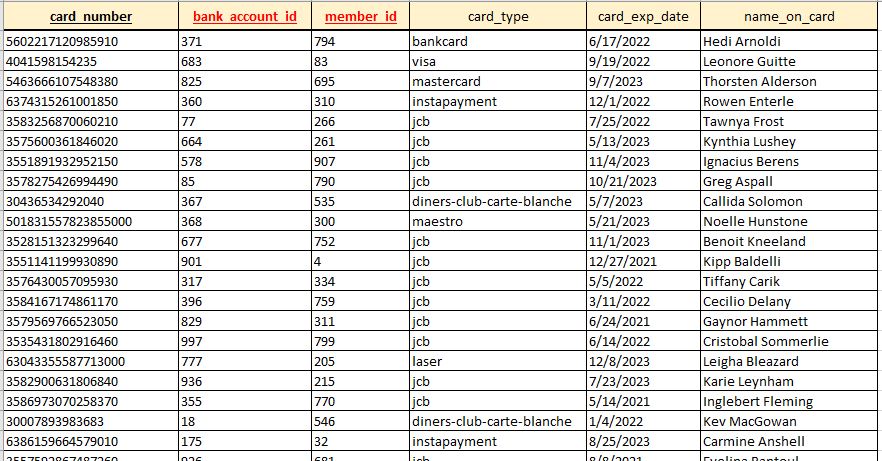 card_number bank_account_id member_id card_type card_exp_date name_on_card
5602217120985910 371 794 bankcard 6/17/2022 Hedi Arnoldi
4041598154235 683 83 visa 9/19/2022 Leonore Guitte
5463666107548380 825 695 mastercard 9/7/2023 Thorsten Alderson
6374315261001850 360 310 instapayment 12/1/2022 Rowen Enterle
3583256870060210 77 266 jcb 7/25/2022 Tawnya Frost
3575600361846020 664 261 jcb 5/13/2023 Kynthia Lushey
3551891932952150 578 907 jcb 11/4/2023 Ignacius Berens
3578275426994490 85 790 jcb 10/21/2023 Greg Aspall
30436534292040 367 535 diners-club-carte-blanche 5/7/2023 Callida Solomon
501831557823855000 368 300 maestro 5/21/2023 Noelle Hunstone
3528151323299640 677 752 jcb 11/1/2023 Benoit Kneeland
3551141199930890 901 4 jcb 12/27/2021 Kipp Baldelli
3576430057095930 317 334 jcb 5/5/2022 Tiffany Carik
3584167174861170 396 759 jcb 3/11/2022 Cecilio Delany
3579569766523050 829 311 jcb 6/24/2021 Gaynor Hammett
3535431802916460 997 799 jcb 6/14/2022 Cristobal Sommerlie
63043355587713000 777 205 laser 12/8/2023 Leigha Bleazard
3582900631806840 936 215 jcb 7/23/2023 Karie Leynham
3586973070258370 355 770 jcb 5/14/2021 Inglebert Fleming
30007893983683 18 546 diners-club-carte-blanche 1/4/2022 Kev MacGowan
6386159664579010 175 32 instapayment 8/25/2023 Carmine Anshell